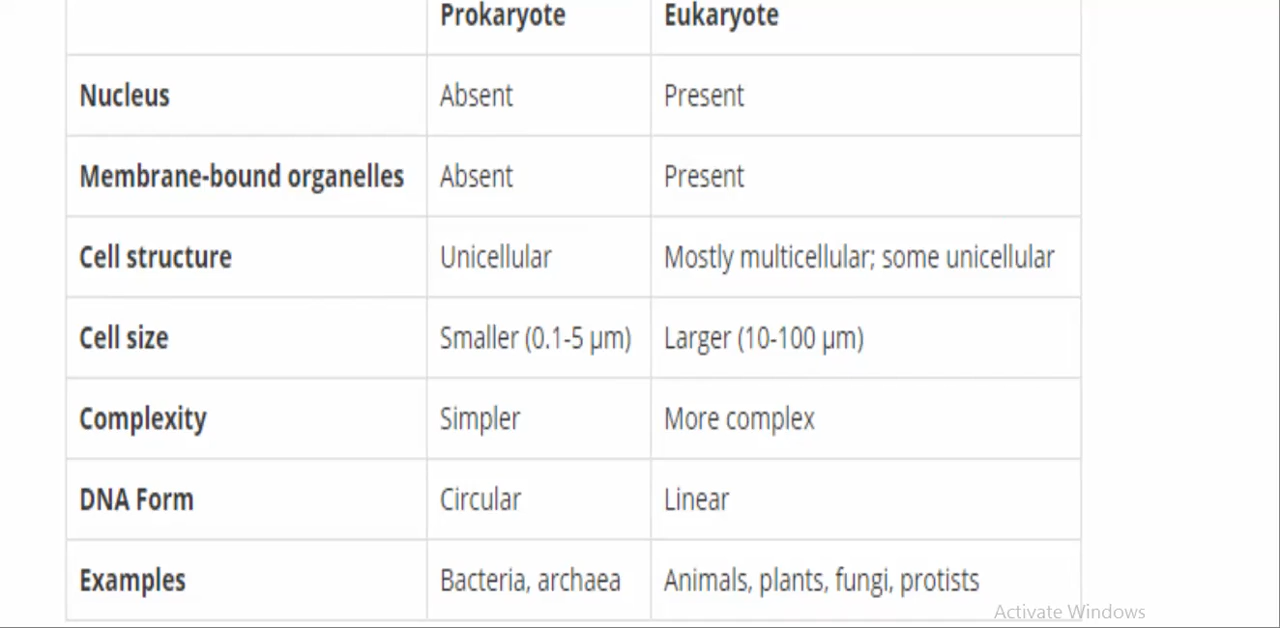 Prokaryote Eukaryote
Nucleus Absent Present
Membrane-bound organelles Absent Present
Cell structure Unicellular Mostly multicellular; some unicellular
Cell size Smaller (0.1-5 μm) Larger (10-100 μm)
Complexity Simpler More complex
DNA Form Circular Linear
Examples Bacteria, archaea Animals, plants, fungi, protists
Activate Windows